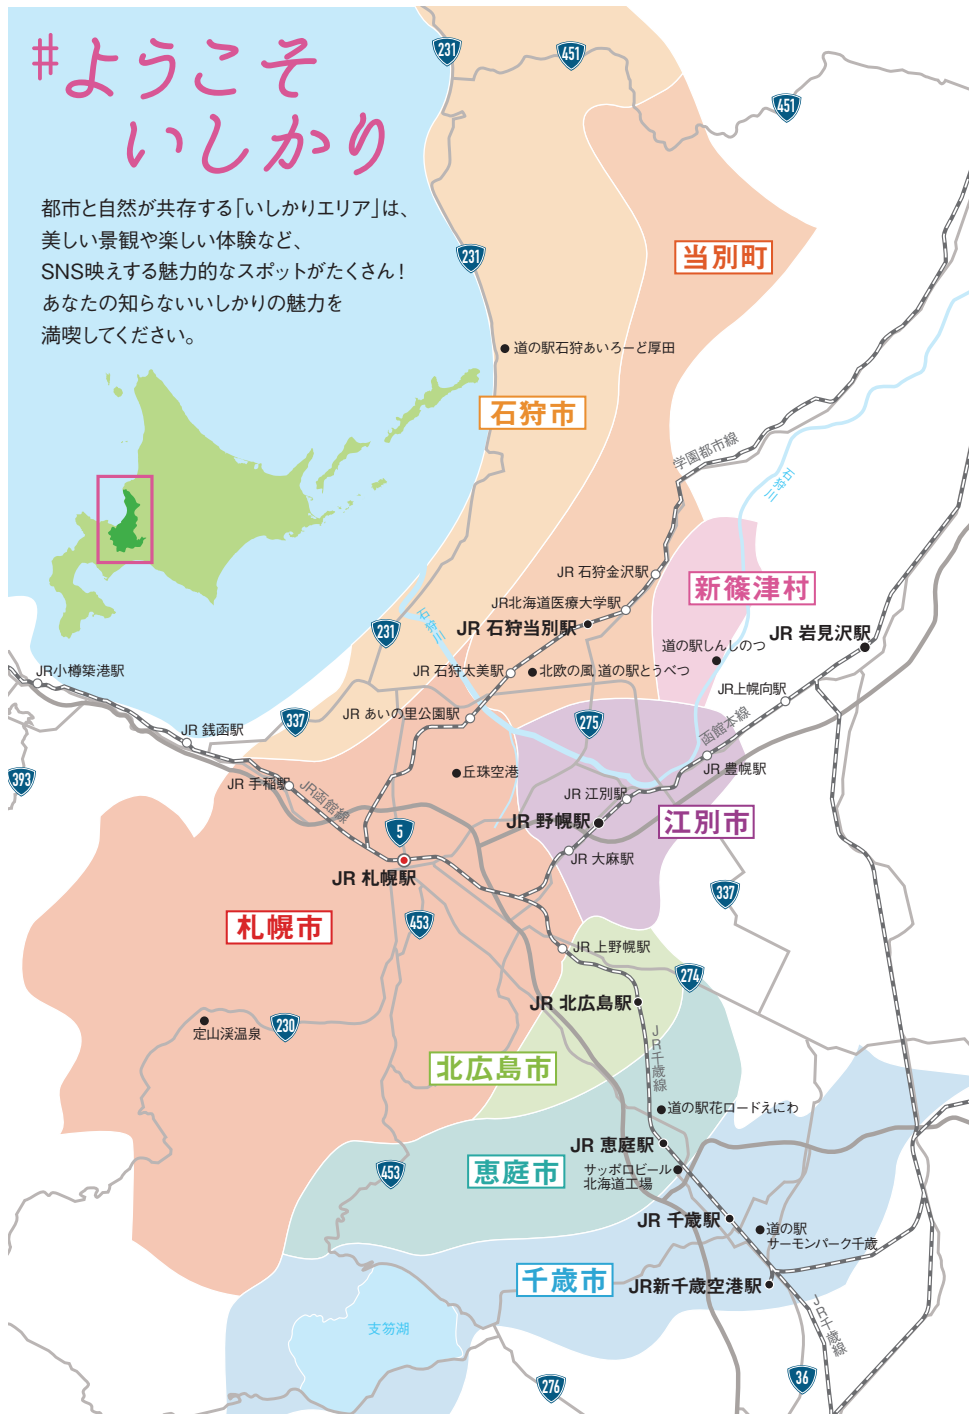 #ようこそ
いしかり
都市と自然が共存する「いしかりエリア」は、
美しい景観や楽しい体験など、
SNS映えする魅力的なスポットがたくさん!
あなたの知らないいしかりの魅力を
満喫してください。
231
451
451
231
当別町
道の駅石狩あいろーど厚田
石狩市
学園都市線
石狩川
JR 石狩金沢駅
新篠津村
JR北海道医療大学駅
石狩川
231
JR 石狩当別駅
JR 岩見沢駅
道の駅しんしのつ
JR小樽築港駅
JR 石狩太美駅
北欧の風 道の駅とうべつ
JR上幌向駅
JR あいの里公園駅
337
275
函館本線
JR 銭函駅
393
丘珠空港
JR 豊幌駅
JR 手稲駅
JR函館線
JR 江別駅
JR 野幌駅
江別市
5
JR 大麻駅
JR 札幌駅
337
札幌市
453
JR 上野幌駅
274
JR 北広島駅
定山渓温泉
230
JR千歳線
北広島市
道の駅花ロードえにわ
JR 恵庭駅
恵庭市
453
サッポロビール
北海道工場
JR 千歳駅
道の駅
サーモンパーク千歳
千歳市
JR新千歳空港駅
支笏湖
JR千歳線
276
36